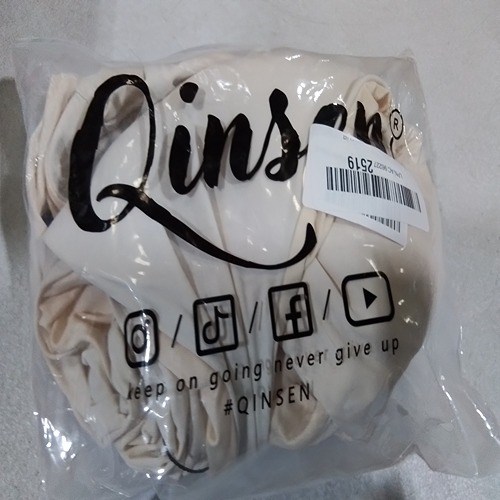 Qinsen®
2519
/ / /
keep on going never give up
#QINSEN